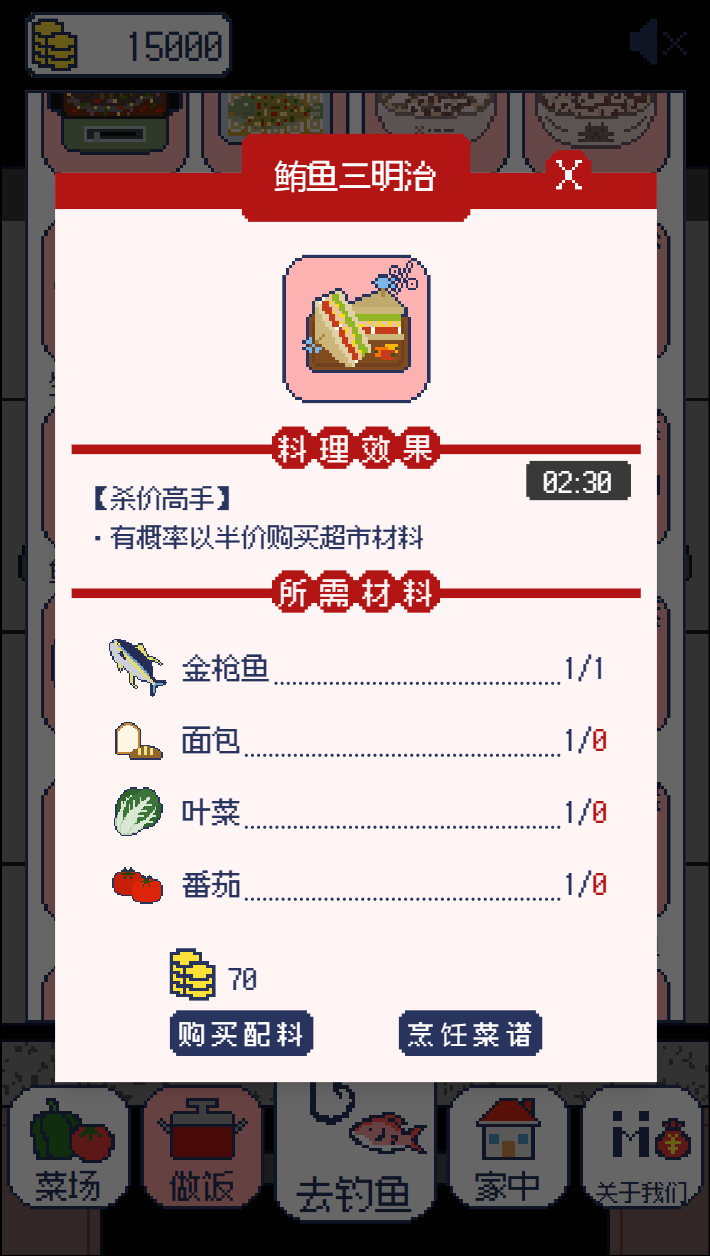 15000
鲔鱼三明治
料理效果
02:30
【杀价高手】
·有概率以半价购买超市材料
所需材料
金枪鱼 1/1
面包 1/0
叶菜 1/0
番茄 1/0
70
购买配料
烹饪菜谱
菜场
做饭
去钓鱼
家中
关于我们